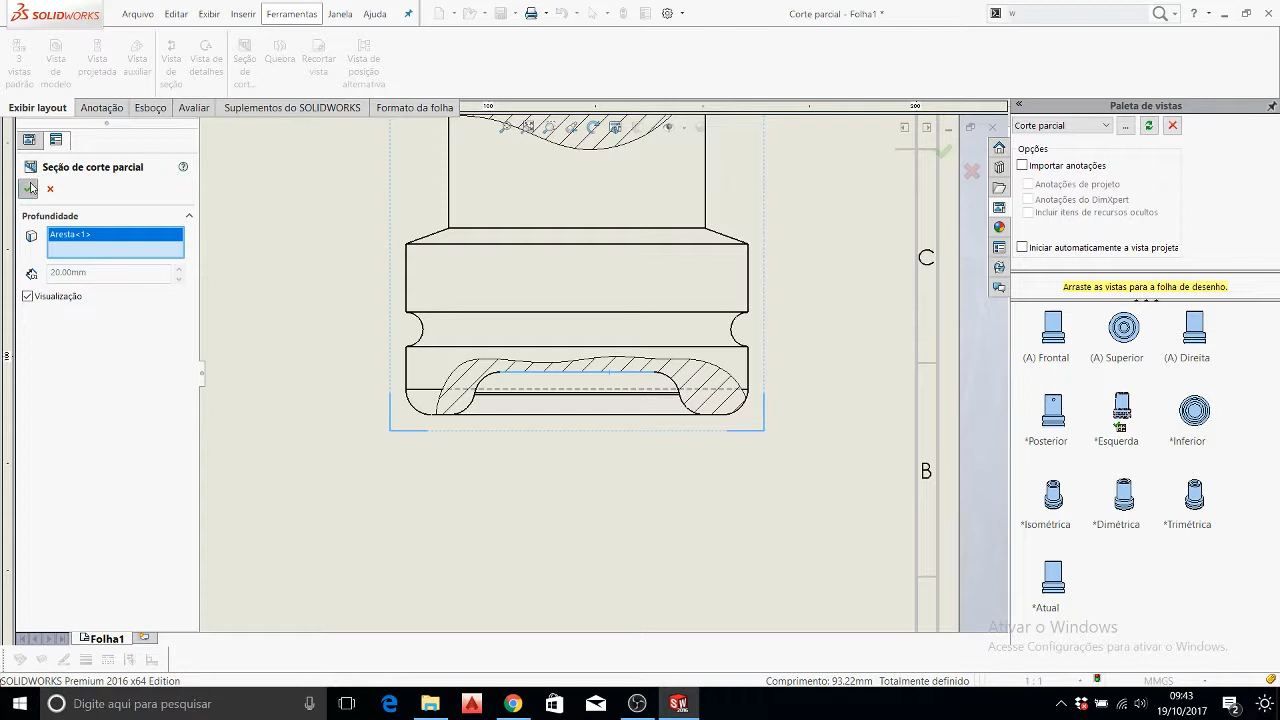 SOLIDWORKS
Arquivo Editar Exibir Inserir Ferramentas Janela Ajuda
Corte parcial - Folha1 *
w
3 vistas padrão
Vista de modelo
Vista projetada
Vista auxiliar
Vista de seção
Vista de detalhes
Seção de cort...
Quebra
Recortar vista
Vista de posição alternativa
Exibir layout Anotação Esboço Avaliar Suplementos do SOLIDWORKS Formato da folha
100 200
Seção de corte parcial
Profundidade
Aresta<1>
20.00mm
Visualização
C
B
Paleta de vistas
Corte parcial
...
Opções
Importar anotações
Anotações de projeto
Anotações do DimXpert
Incluir itens de recursos ocultos
Iniciar automaticamente a vista projeta
Arraste as vistas para a folha de desenho.
(A) Frontal (A) Superior (A) Direita
*Posterior *Esquerda *Inferior
*Isométrica *Dimétrica *Trimétrica
*Atual
Ativar o Windows
Acesse Configurações para ativar o Windows.
Folha1
SOLIDWORKS Premium 2016 x64 Edition
Comprimento: 93.22mm Totalmente definido
1 : 1
MMGS
Digite aqui para pesquisar
09:43
19/10/2017
2